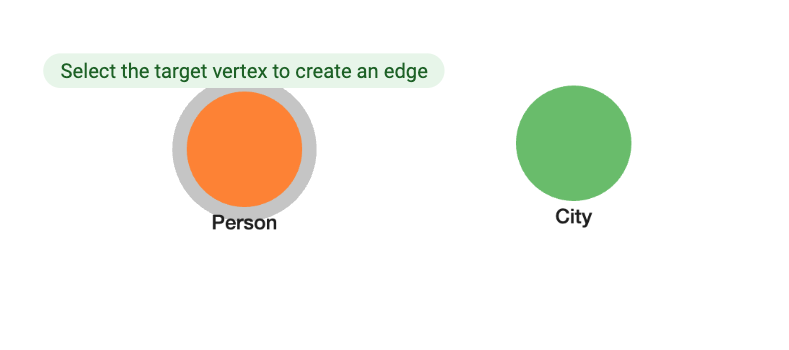 Select the target vertex to create an edge
Person
City